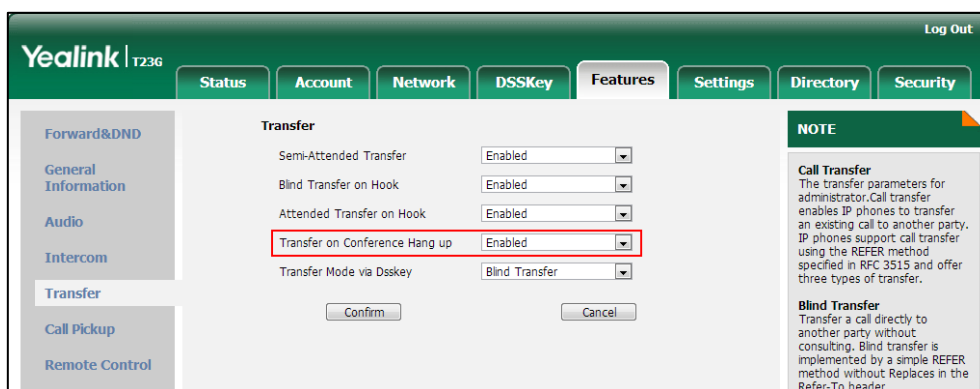 Log Out
Yealink T23G
Status Account Network DSSKey Features Settings Directory Security
Forward&DND
General
Information
Audio
Intercom
Transfer
Call Pickup
Remote Control
Transfer
Semi-Attended Transfer Enabled
Blind Transfer on Hook Enabled
Attended Transfer on Hook Enabled
Transfer on Conference Hang up Enabled
Transfer Mode via Dsskey Blind Transfer
Confirm Cancel
NOTE
Call Transfer
The transfer parameters for
administrator.Call transfer
enables IP phones to transfer
an existing call to another party.
IP phones support call transfer
using the REFER method
specified in RFC 3515 and offer
three types of transfer.
Blind Transfer
Transfer a call directly to
another party without
consulting. Blind transfer is
implemented by a simple REFER
method without Replaces in the
Refer-To header.